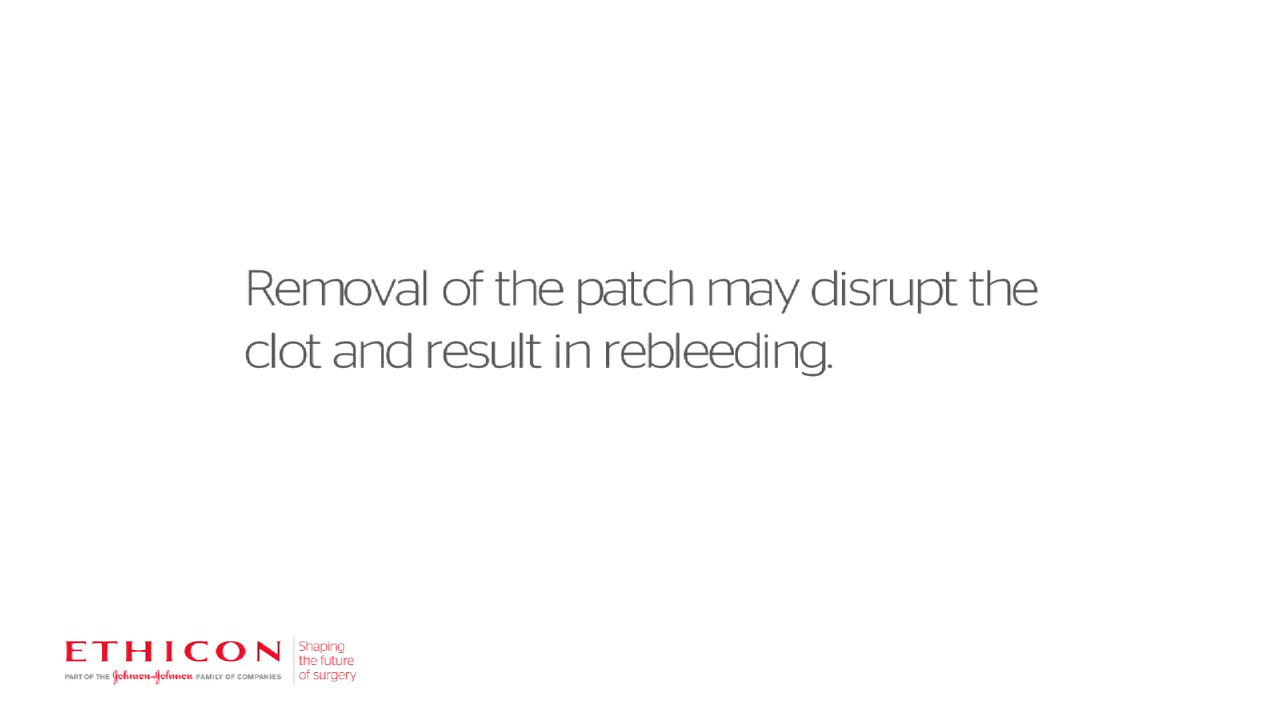 Removal of the patch may disrupt the
clot and result in rebleeding.
ETHICON
PART OF THE Johnson&Johnson FAMILY OF COMPANIES
Shaping
the future
of surgery